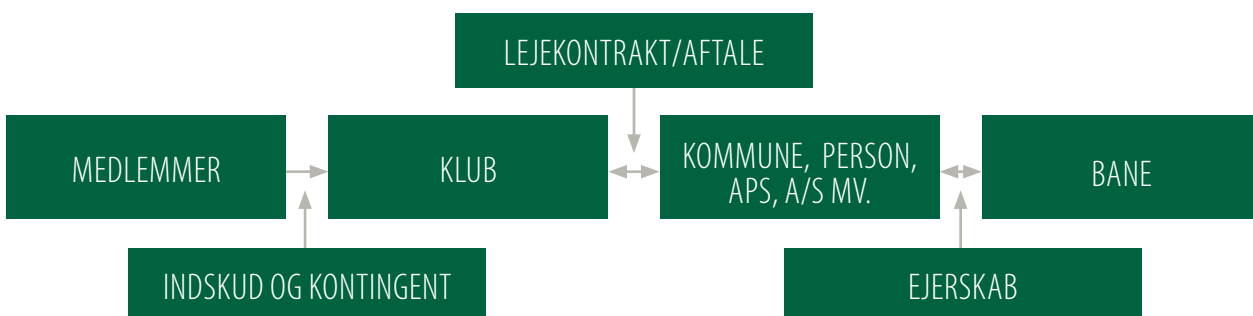 LEJEKONTRAKT/AFTALE
MEDLEMMER
KLUB
KOMMUNE, PERSON,
APS, A/S MV.
BANE
INDSKUD OG KONTINGENT
EJERSKAB